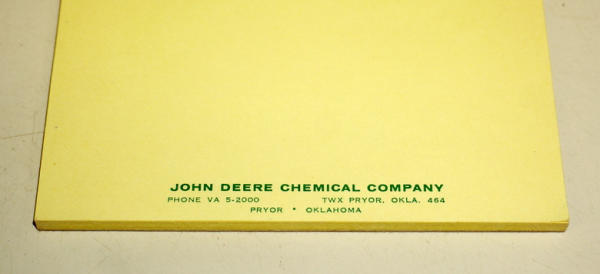 JOHN DEERE CHEMICAL COMPANY
PHONE VA 5-2000 TWX PRYOR, OKLA. 464
PRYOR • OKLAHOMA